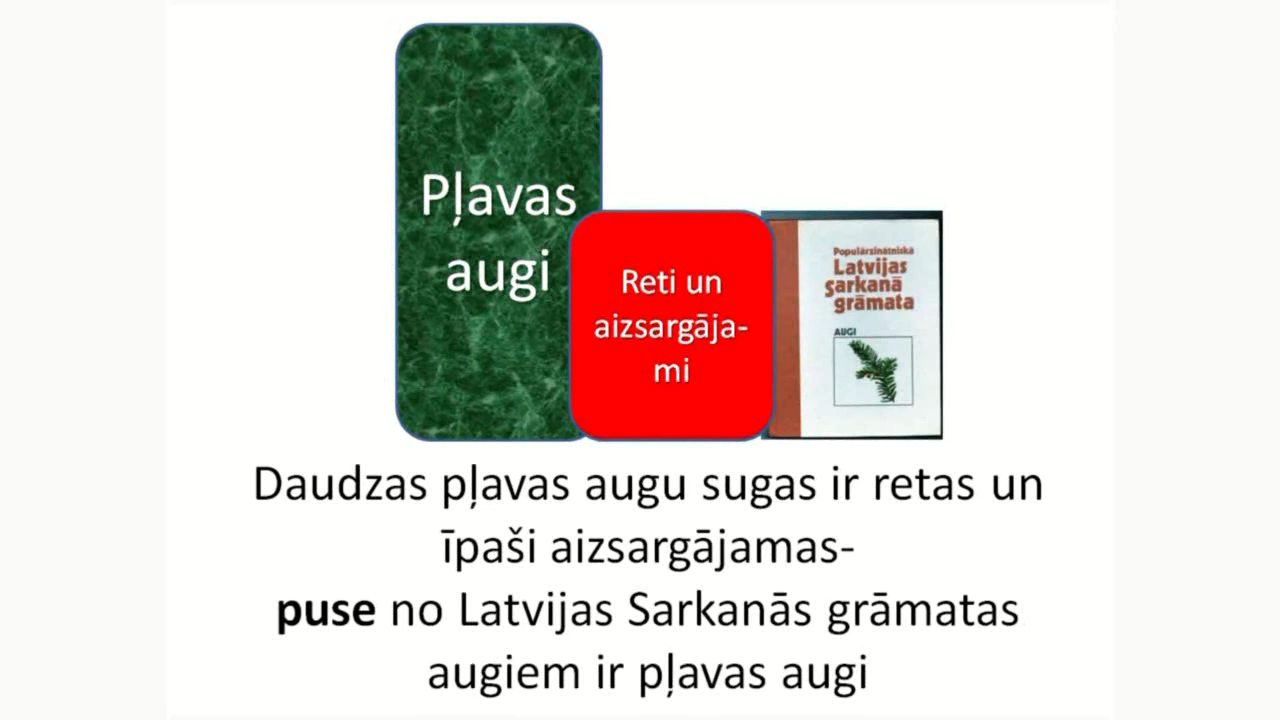 Pļavas
augi
Reti un
aizsargāja-
mi
Populārzinātniskā
Latvijas
sarkanā
grāmata
AUGI
Daudzas pļavas augu sugas ir retas un
īpaši aizsargājamas-
puse no Latvijas Sarkanās grāmatas
augiem ir pļavas augi